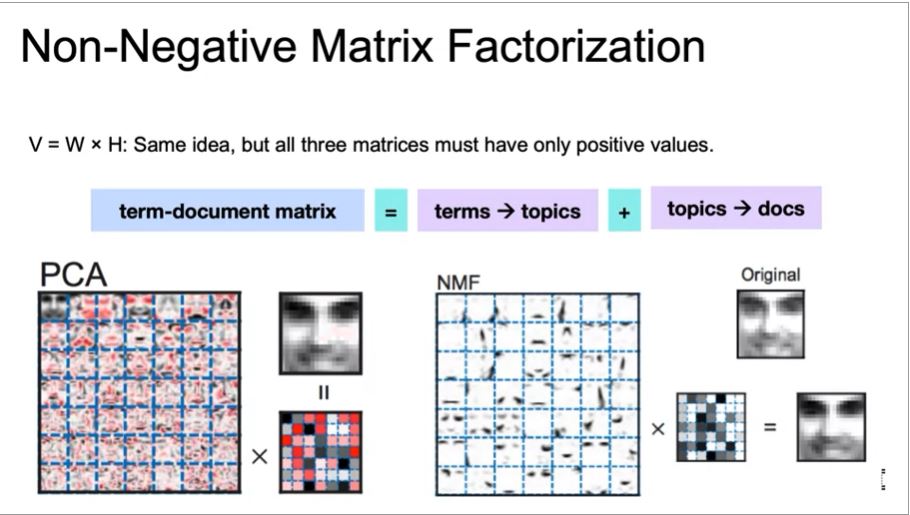 Non-Negative Matrix Factorization
V = W × H: Same idea, but all three matrices must have only positive values.
term-document matrix = terms → topics + topics → docs
PCA
NMF
Original
=
×
× =